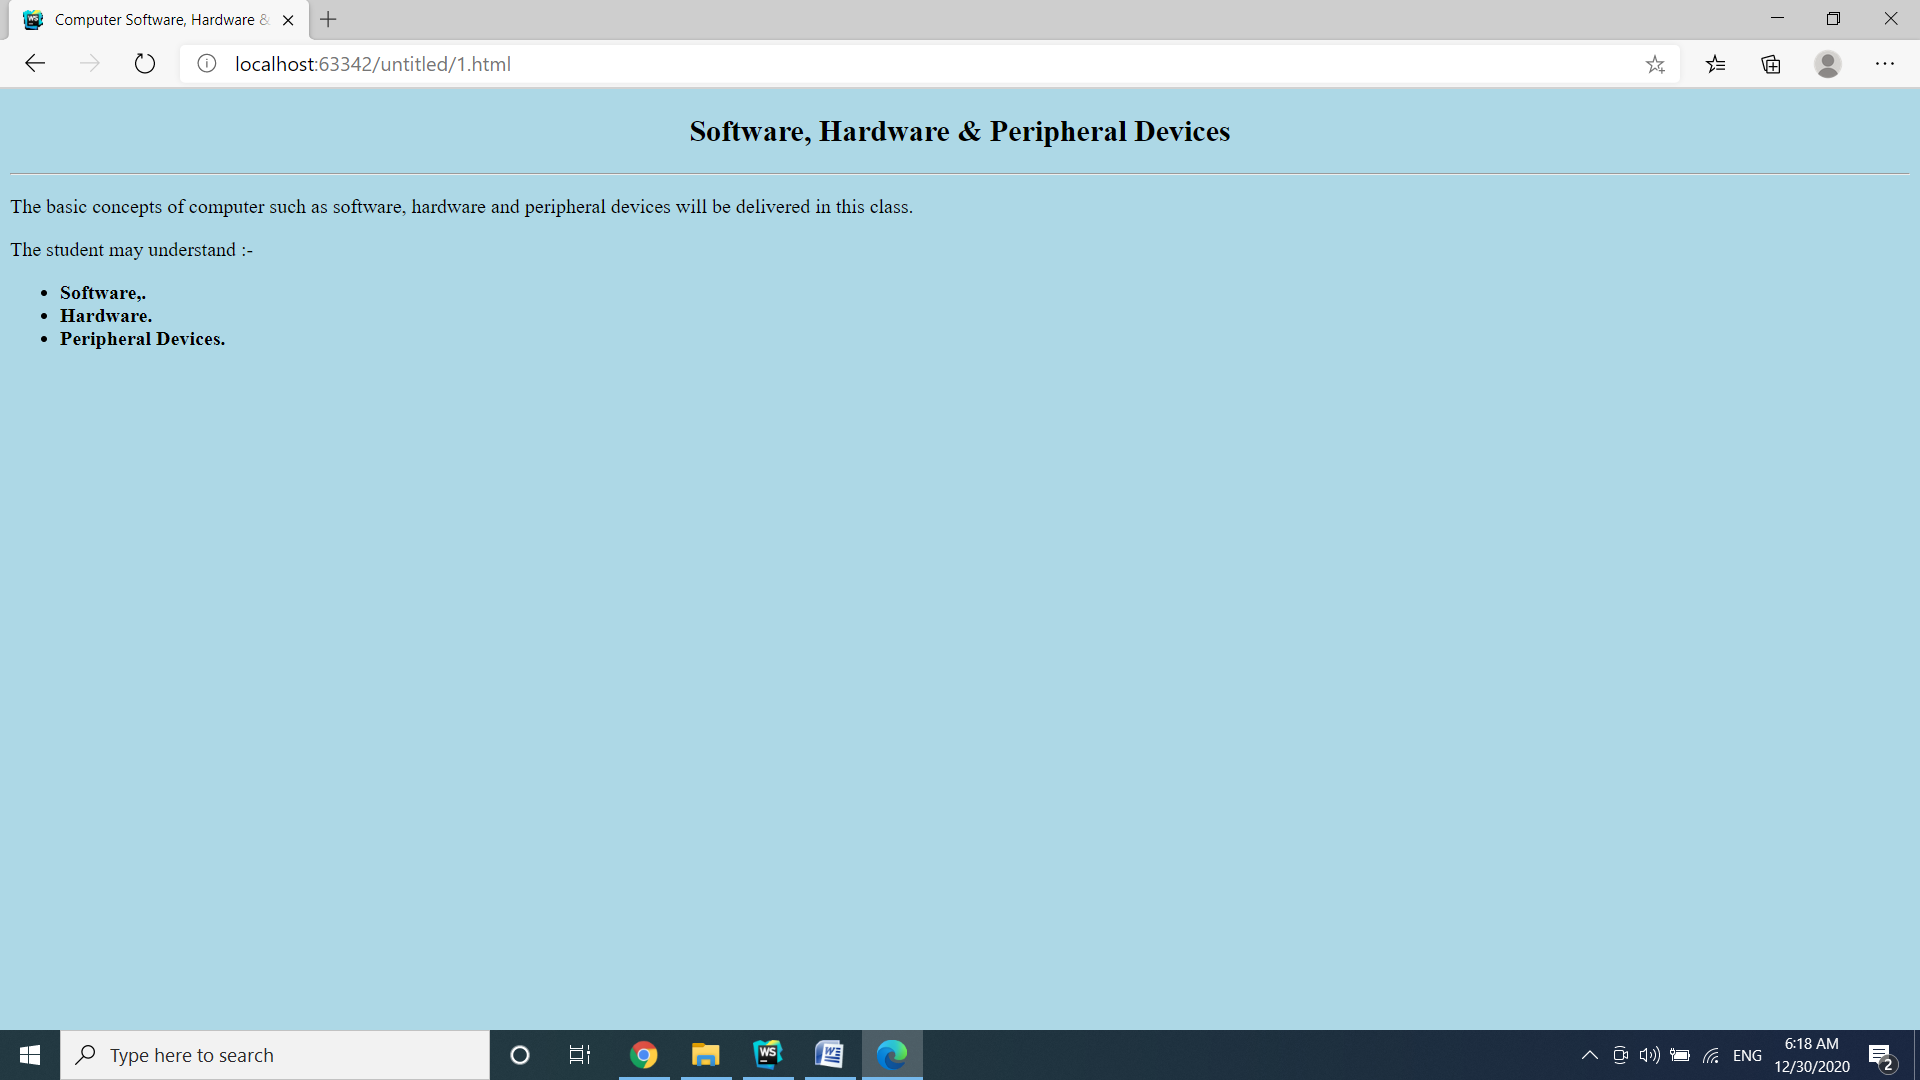 Computer Software, Hardware &
localhost:63342/untitled/1.html
Software, Hardware & Peripheral Devices
The basic concepts of computer such as software, hardware and peripheral devices will be delivered in this class.
The student may understand :-
• Software,.
• Hardware.
• Peripheral Devices.
Type here to search
WS
W
ENG
6:18 AM
12/30/2020
2